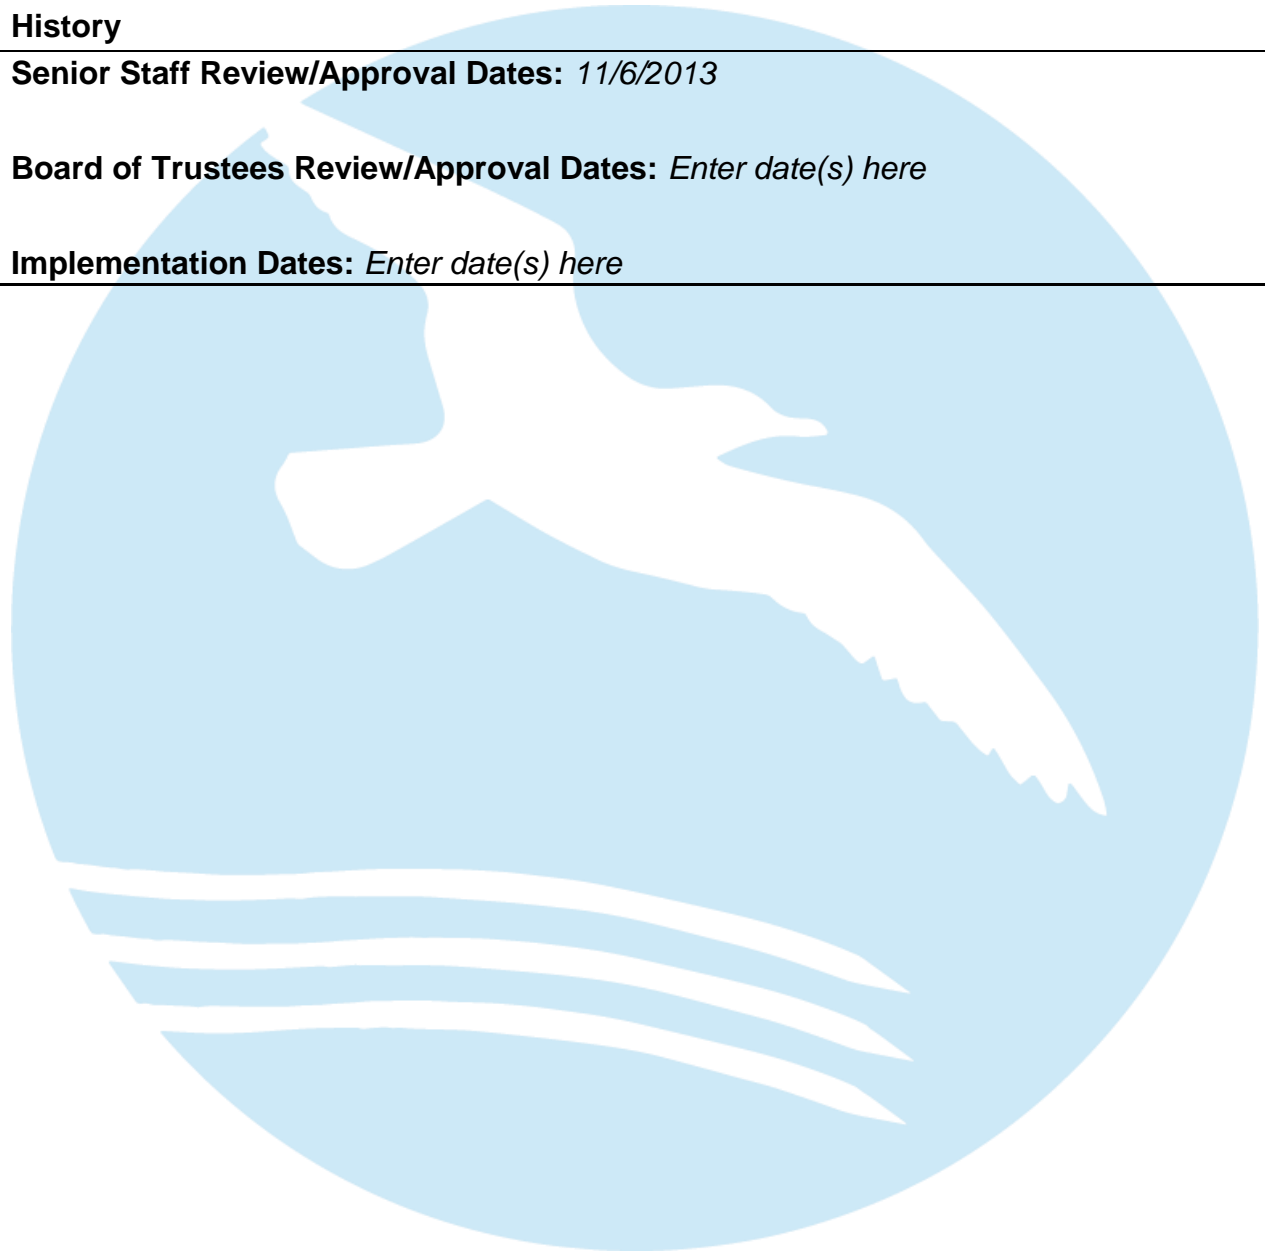 History
Senior Staff Review/Approval Dates: 11/6/2013
Board of Trustees Review/Approval Dates: Enter date(s) here
Implementation Dates: Enter date(s) here